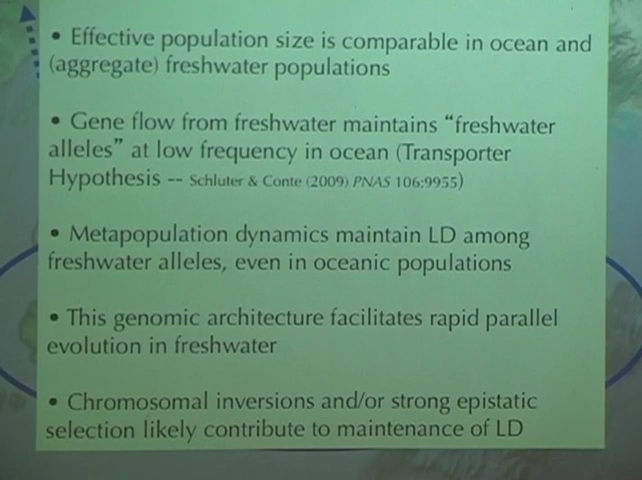 • Effective population size is comparable in ocean and
(aggregate) freshwater populations
• Gene flow from freshwater maintains “freshwater
alleles” at low frequency in ocean (Transporter
Hypothesis -- Schluter & Conte (2009) PNAS 106:9955)
• Metapopulation dynamics maintain LD among
freshwater alleles, even in oceanic populations
• This genomic architecture facilitates rapid parallel
evolution in freshwater
• Chromosomal inversions and/or strong epistatic
selection likely contribute to maintenance of LD